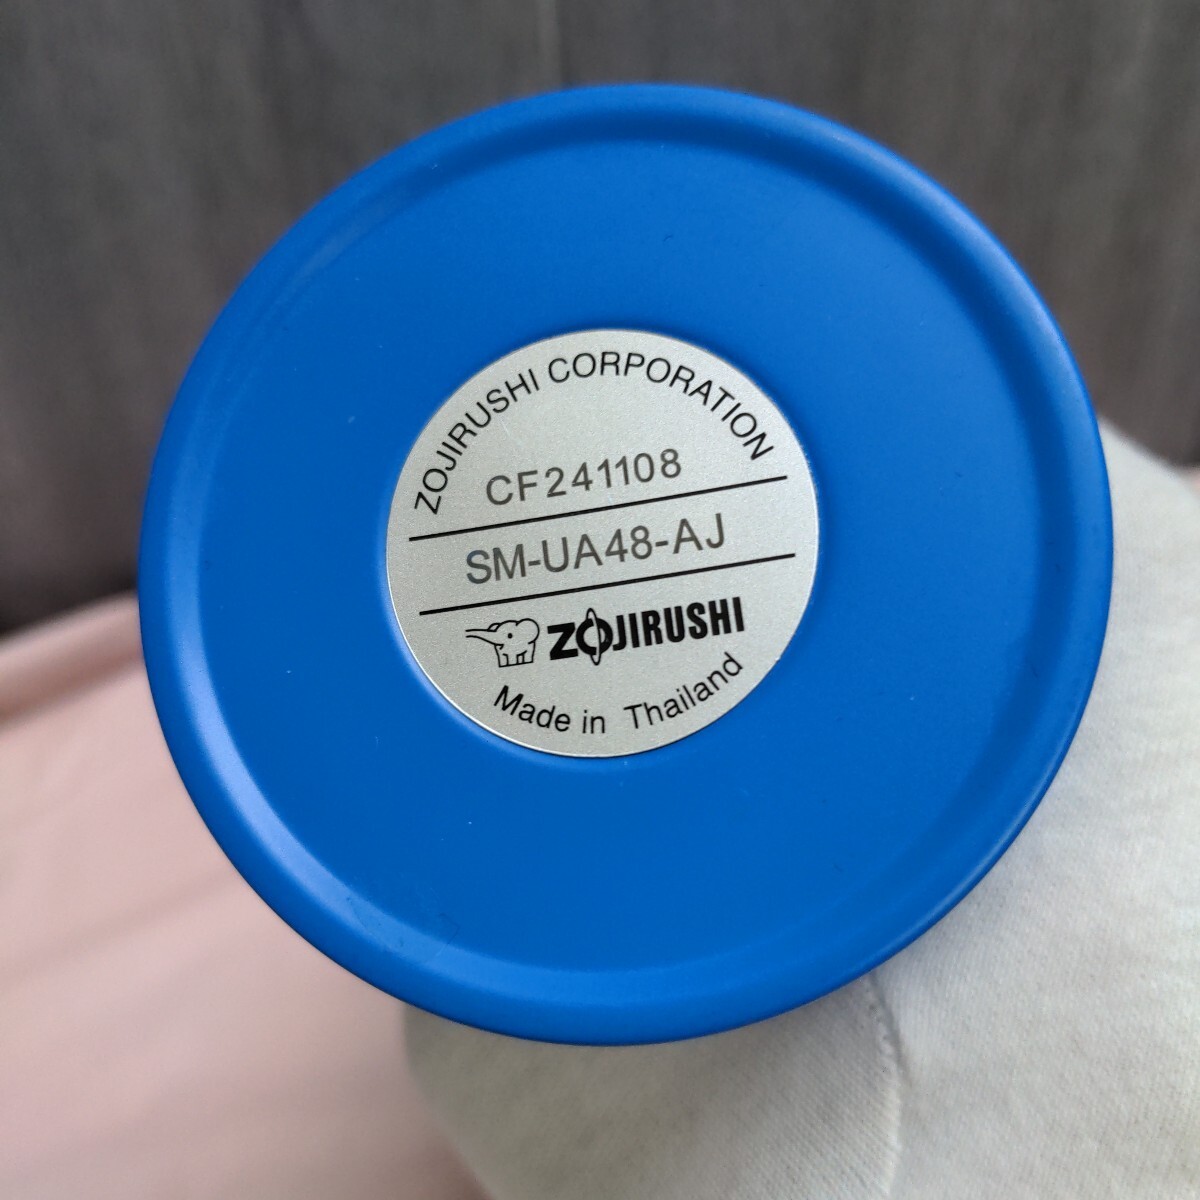 ZOJIRUSHI CORPORATION
CF241108
SM-UA48-AJ
ZOJIRUSHI
Made in Thailand